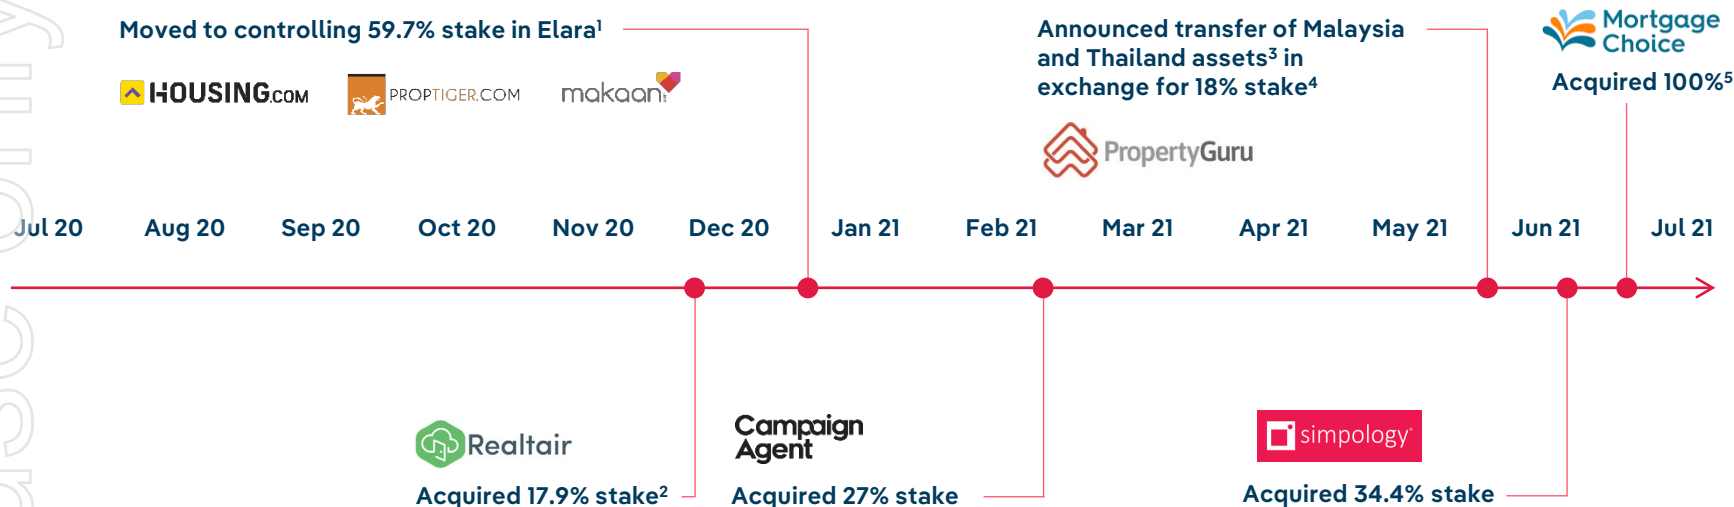 Moved to controlling 59.7% stake in Elara¹
HOUSING.COM
PROPTIGER.COM
makaan
Announced transfer of Malaysia
and Thailand assets³ in
exchange for 18% stake⁴
PropertyGuru
Mortgage
Choice
Acquired 100%⁵
Jul 20 Aug 20 Sep 20 Oct 20 Nov 20 Dec 20 Jan 21 Feb 21 Mar 21 Apr 21 May 21 Jun 21 Jul 21
Realtair
Acquired 17.9% stake²
Campaign
Agent
Acquired 27% stake
simpology
Acquired 34.4% stake